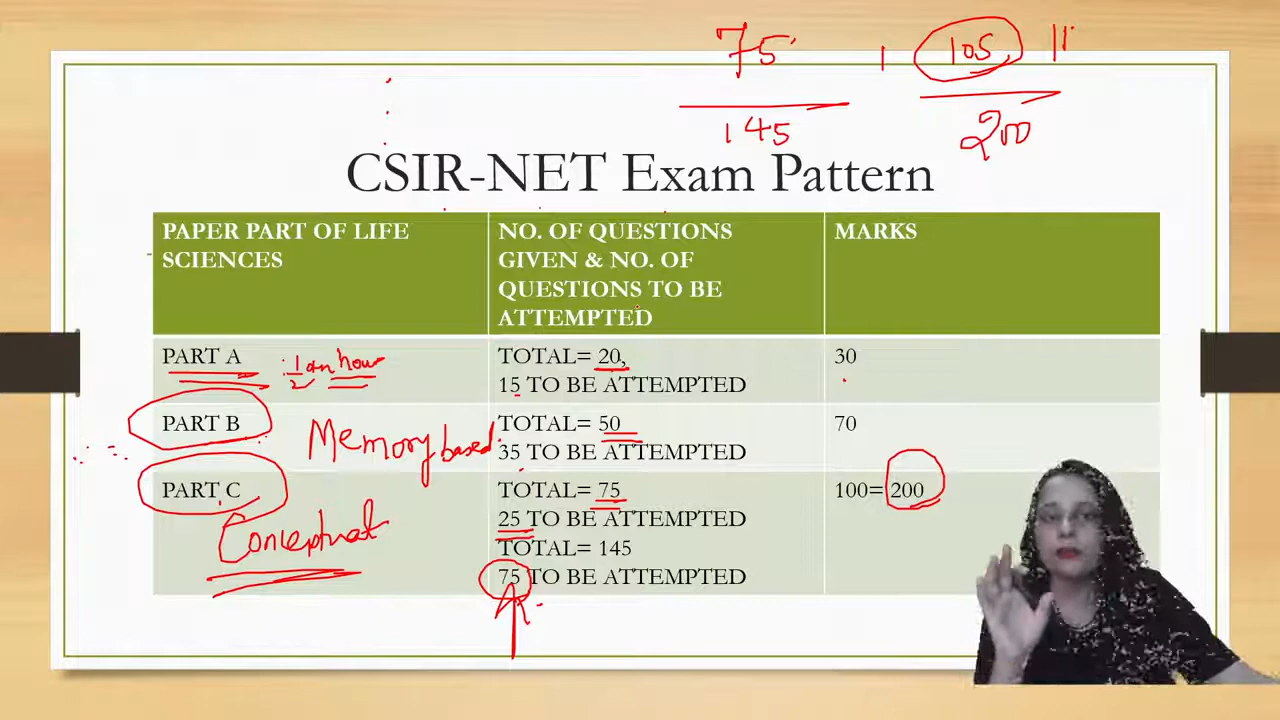 75 105 11
145 200
CSIR-NET Exam Pattern
PAPER PART OF LIFE
SCIENCES
NO. OF QUESTIONS
GIVEN & NO. OF
QUESTIONS TO BE
ATTEMPTED
MARKS
PART A
1/2 an hour
TOTAL= 20,
15 TO BE ATTEMPTED
30
PART B
Memory based
TOTAL= 50
35 TO BE ATTEMPTED
70
PART C
Conceptual
TOTAL= 75
25 TO BE ATTEMPTED
TOTAL= 145
75 TO BE ATTEMPTED
100= 200